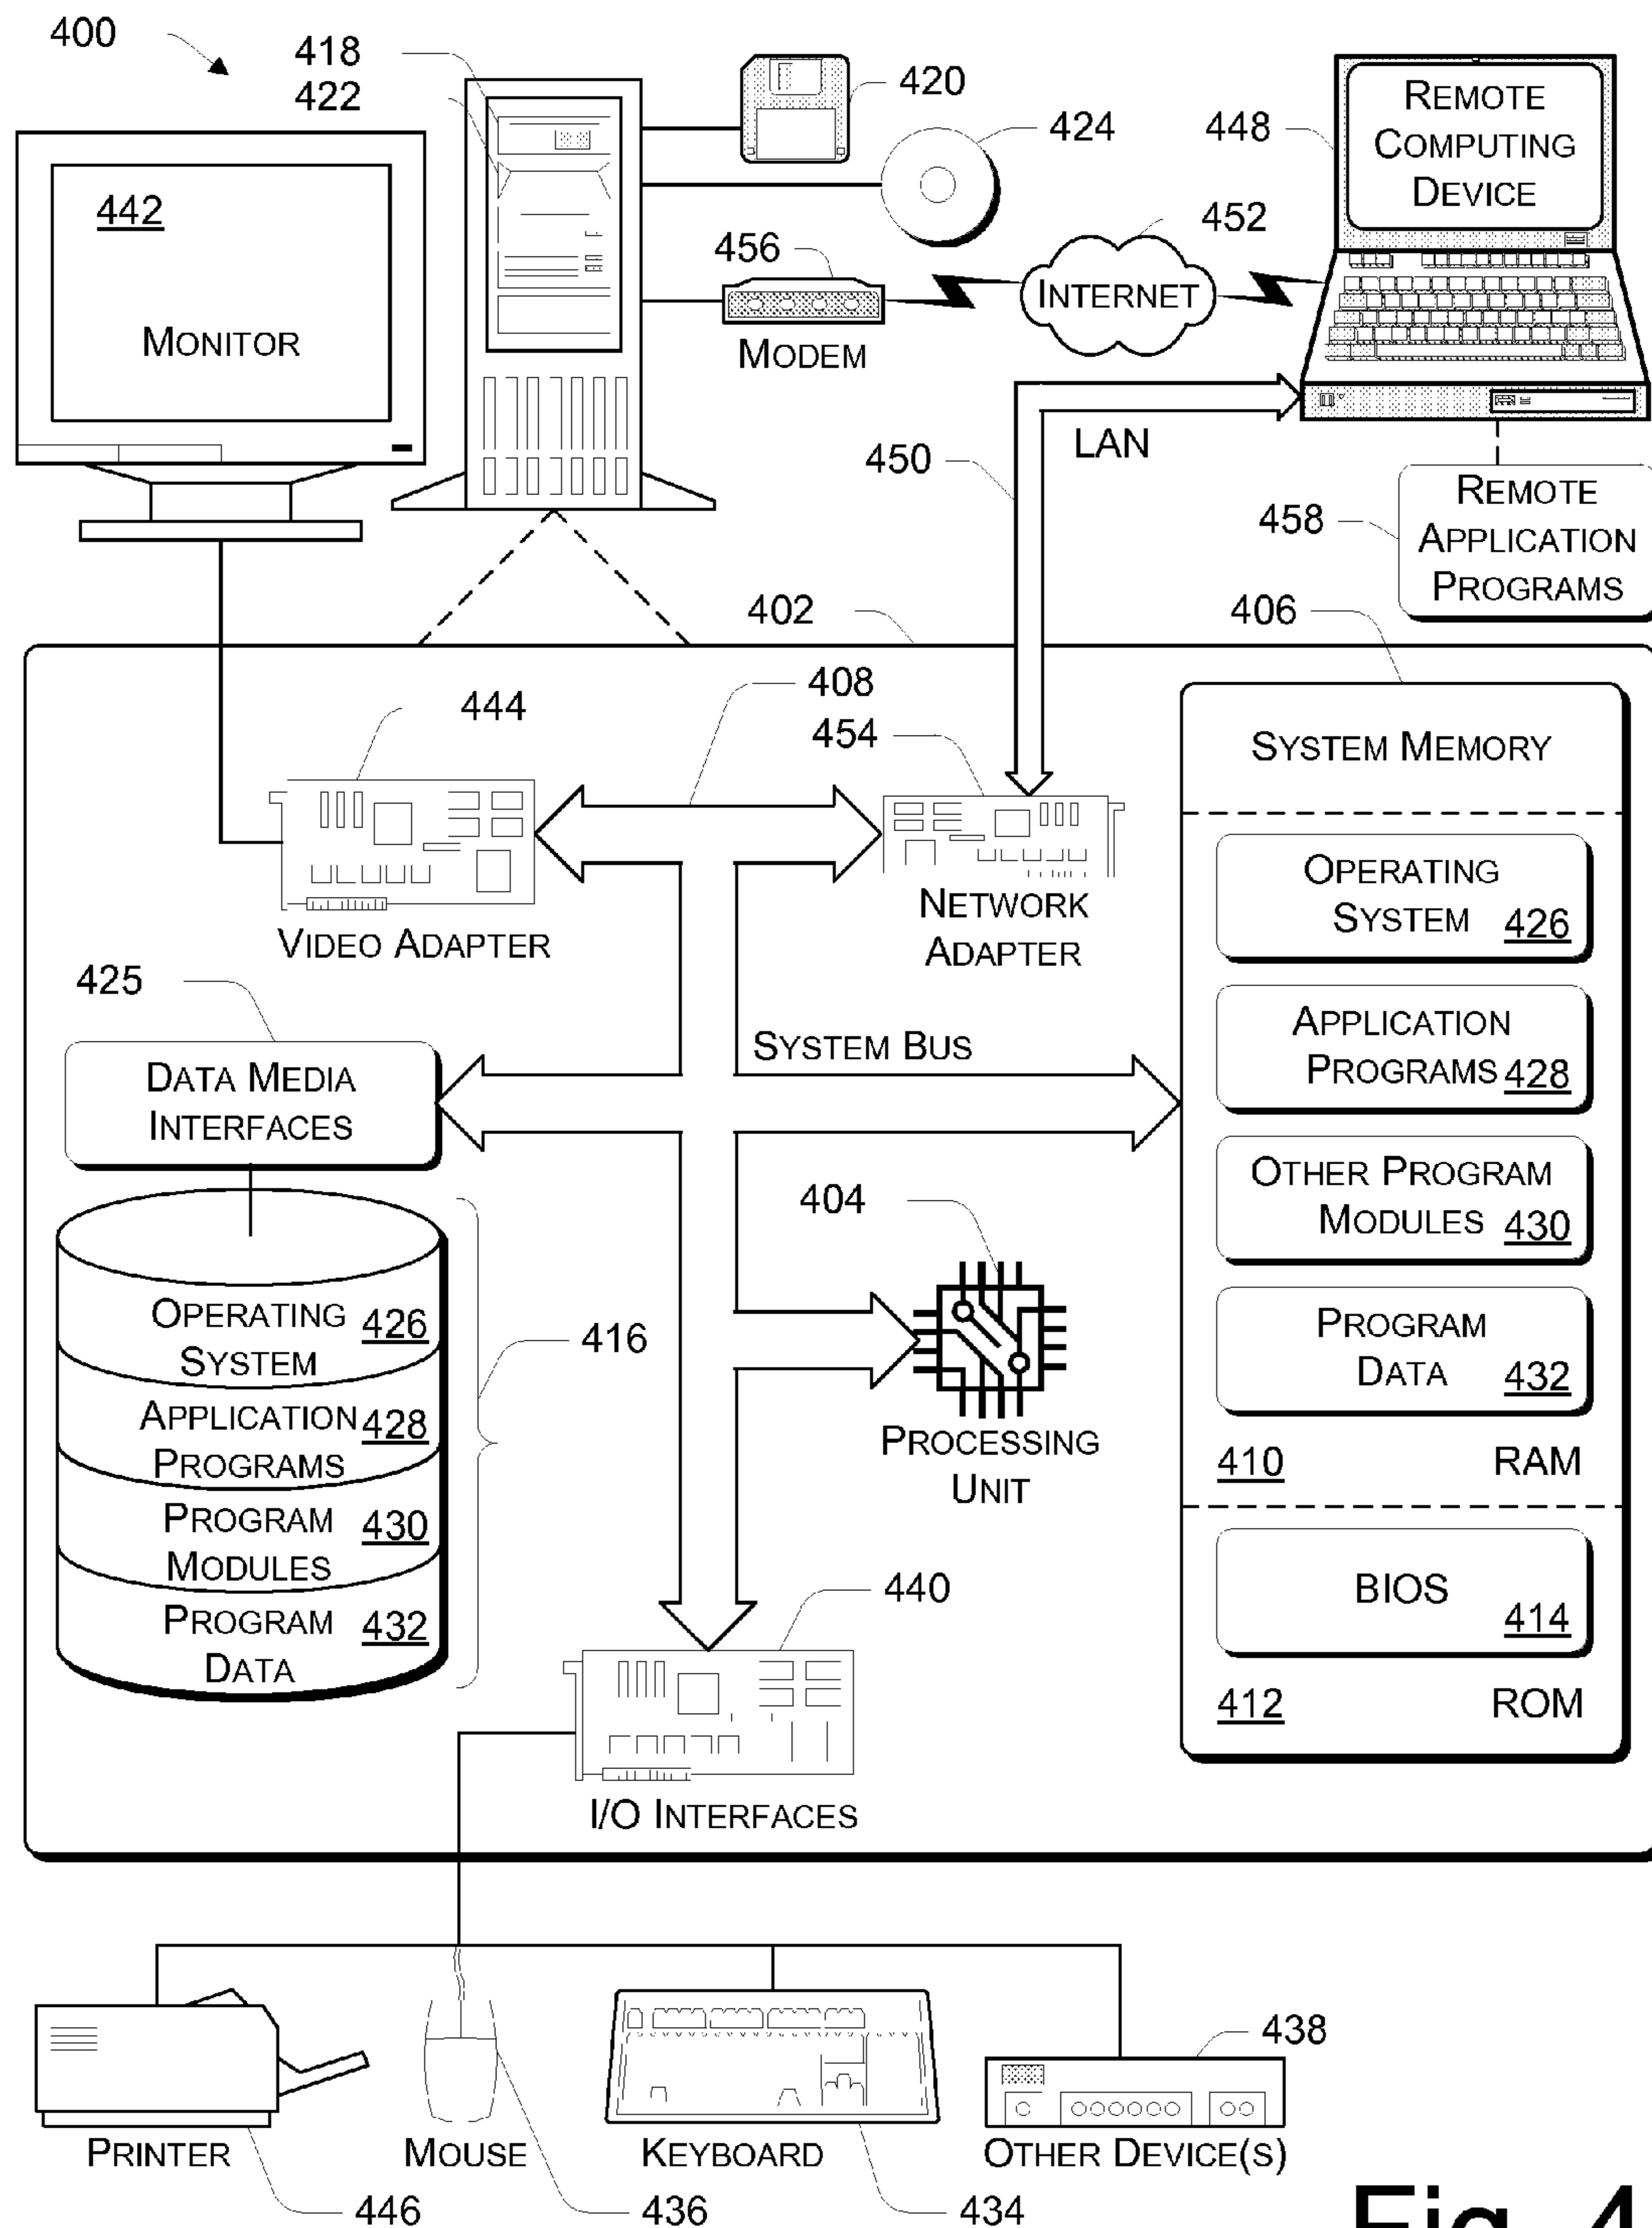 400
418
422
420
424
448
REMOTE
COMPUTING
DEVICE
442
MONITOR
456
MODEM
452
INTERNET
450
LAN
458
REMOTE
APPLICATION
PROGRAMS
402
406
408
444
454
VIDEO ADAPTER
NETWORK
ADAPTER
SYSTEM MEMORY
OPERATING
SYSTEM 426
APPLICATION
PROGRAMS 428
OTHER PROGRAM
MODULES 430
PROGRAM
DATA 432
410 RAM
BIOS
414
412 ROM
425
DATA MEDIA
INTERFACES
SYSTEM BUS
404
PROCESSING
UNIT
OPERATING 426
SYSTEM
APPLICATION 428
PROGRAMS
PROGRAM 430
MODULES
PROGRAM 432
DATA
416
440
I/O INTERFACES
438
PRINTER
MOUSE
KEYBOARD
OTHER DEVICE(S)
446
436
434
Fig. 4